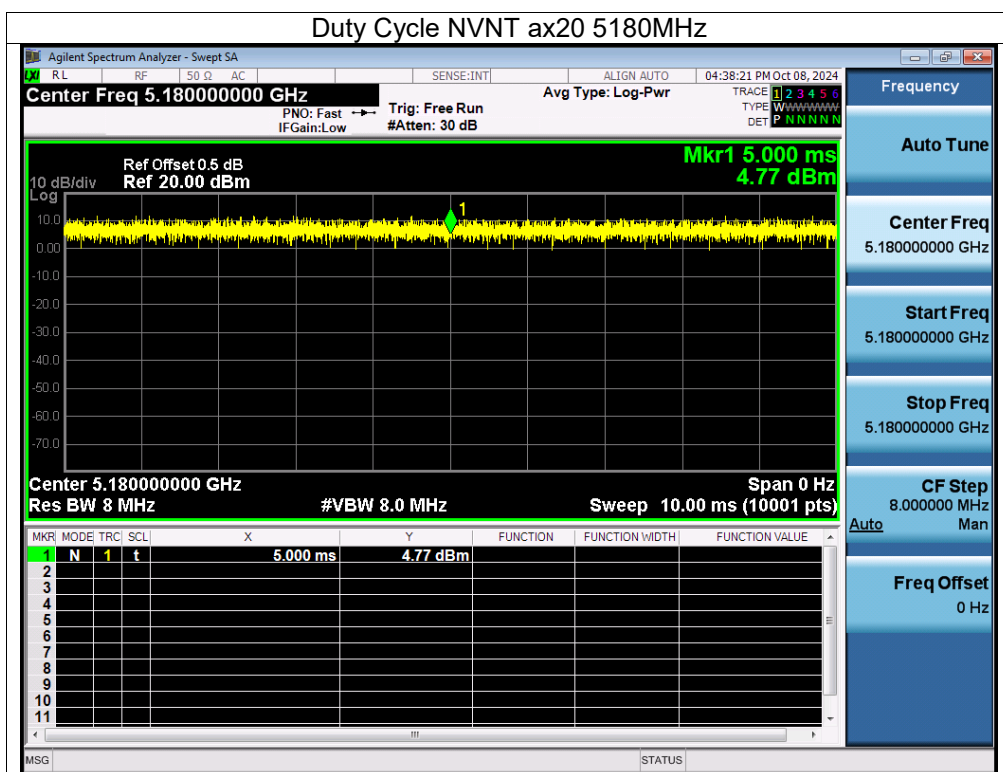 Duty Cycle NVNT ax20 5180MHz
Agilent Spectrum Analyzer - Swept SA
LXI RL RF 50 Ω AC SENSE:INT ALIGN AUTO 04:38:21 PM Oct 08, 2024
Center Freq 5.180000000 GHz
Avg Type: Log-Pwr
TRACE 1 2 3 4 5 6
TYPE WWWWWW
DET P N N N N N
PNO: Fast
IFGain:Low
Trig: Free Run
#Atten: 30 dB
Mkr1 5.000 ms
4.77 dBm
Ref Offset 0.5 dB
10 dB/div Ref 20.00 dBm
Log
1
10.0
0.00
-10.0
-20.0
-30.0
-40.0
-50.0
-60.0
-70.0
Center 5.180000000 GHz Span 0 Hz
Res BW 8 MHz #VBW 8.0 MHz Sweep 10.00 ms (10001 pts)
MKR MODE TRC SCL X Y FUNCTION FUNCTION WIDTH FUNCTION VALUE
1 N 1 t 5.000 ms 4.77 dBm
2
3
4
5
6
7
8
9
10
11
MSG STATUS
Frequency
Auto Tune
Center Freq
5.180000000 GHz
Start Freq
5.180000000 GHz
Stop Freq
5.180000000 GHz
CF Step
8.000000 MHz
Auto Man
Freq Offset
0 Hz